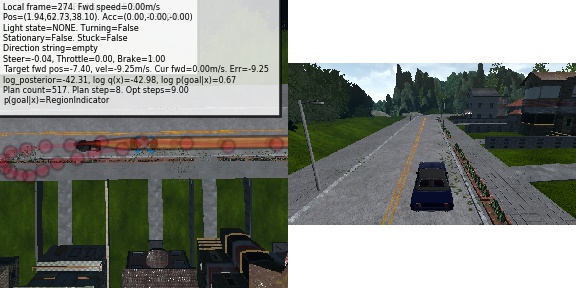 Local frame=274. Fwd speed=0.00m/s
Pos=(1.94,62.73,38.10). Acc=(0.00,-0.00,-0.00)
Light state=NONE. Turning=False
Stationary=False. Stuck=False
Direction string=empty
Steer=-0.04, Throttle=0.00, Brake=1.00
Target fwd pos=-7.40, vel=-9.25m/s. Cur fwd=0.00m/s. Err=-9.25
log_posterior=-42.31, log q(x)=-42.98, log p(goal|x)=0.67
Plan count=517. Plan step=8. Opt steps=9.00
p(goal|x)=RegionIndicator